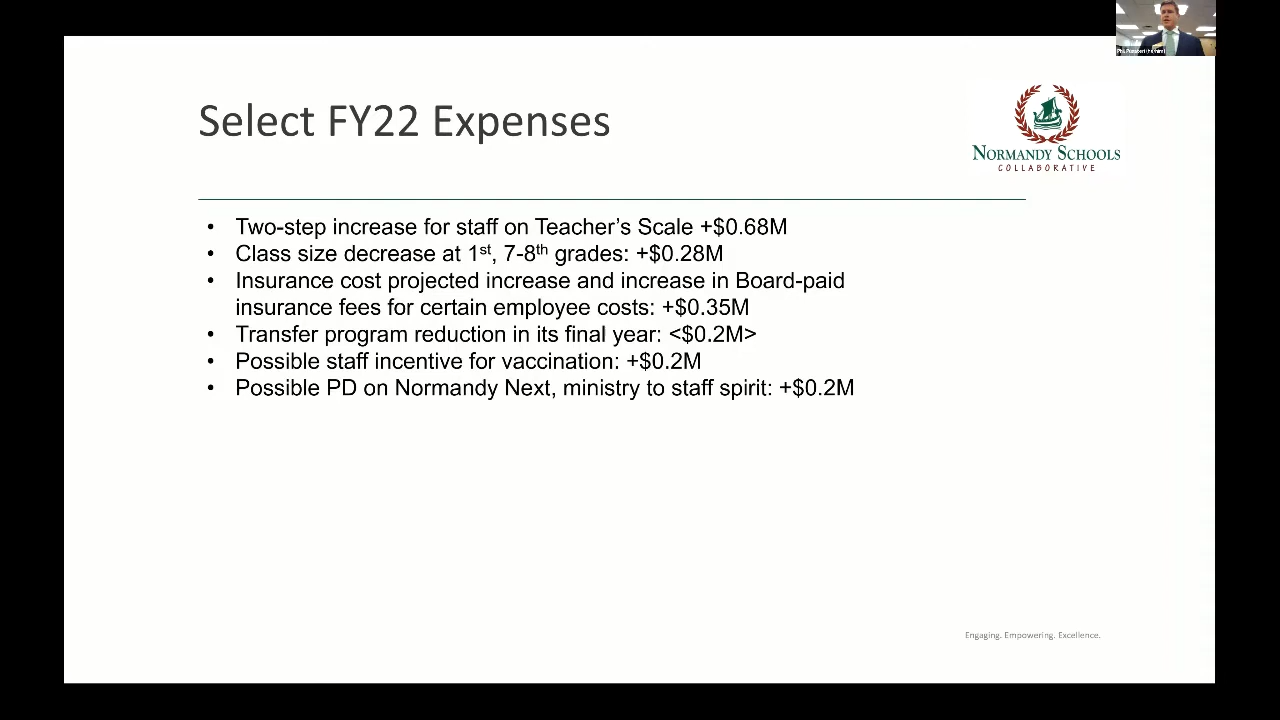 Select FY22 Expenses
NORMANDY SCHOOLS
COLLABORATIVE
• Two-step increase for staff on Teacher’s Scale +$0.68M
• Class size decrease at 1st, 7-8th grades: +$0.28M
• Insurance cost projected increase and increase in Board-paid
insurance fees for certain employee costs: +$0.35M
• Transfer program reduction in its final year: <$0.2M>
• Possible staff incentive for vaccination: +$0.2M
• Possible PD on Normandy Next, ministry to staff spirit: +$0.2M
Engaging. Empowering. Excellence.